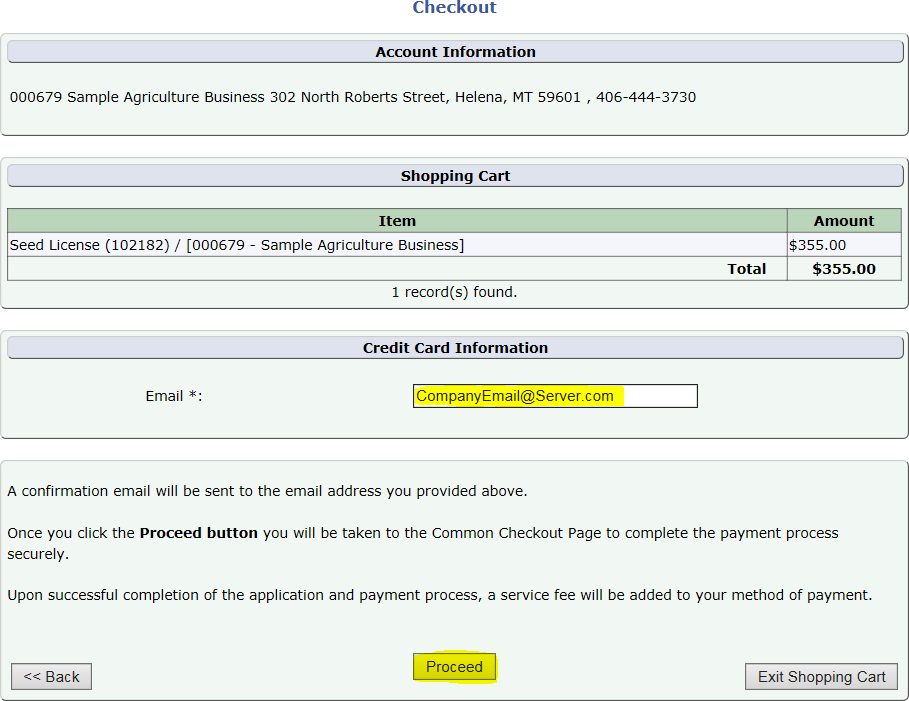 Checkout
Account Information
000679 Sample Agriculture Business 302 North Roberts Street, Helena, MT 59601 , 406-444-3730
Shopping Cart
Item Amount
Seed License (102182) / [000679 - Sample Agriculture Business] $355.00
Total $355.00
1 record(s) found.
Credit Card Information
Email *: CompanyEmail@Server.com
A confirmation email will be sent to the email address you provided above.
Once you click the Proceed button you will be taken to the Common Checkout Page to complete the payment process
securely.
Upon successful completion of the application and payment process, a service fee will be added to your method of payment.
<< Back Proceed Exit Shopping Cart